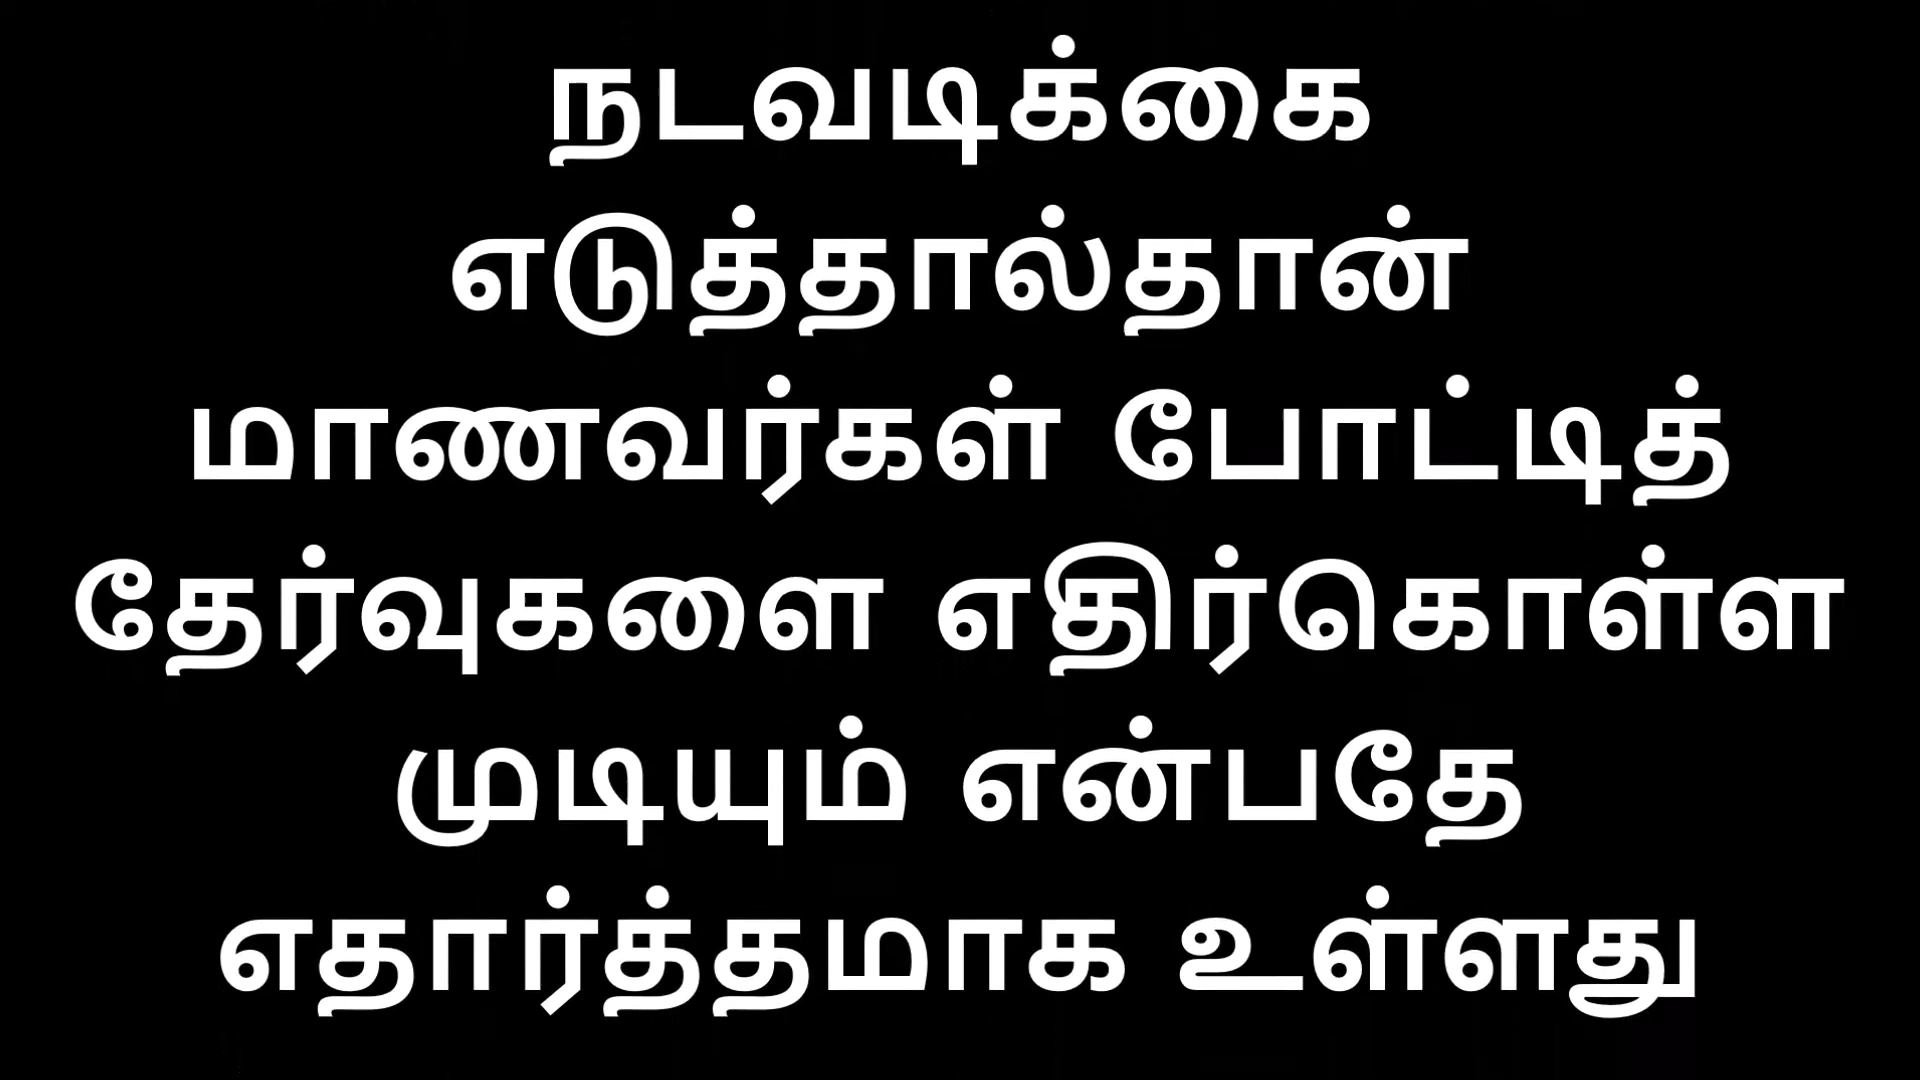 நடவடிக்கை
எடுத்தால்தான்
மாணவர்கள் போட்டித்
தேர்வுகளை எதிர்கொள்ள
முடியும் என்பதே
எதார்த்தமாக உள்ளது